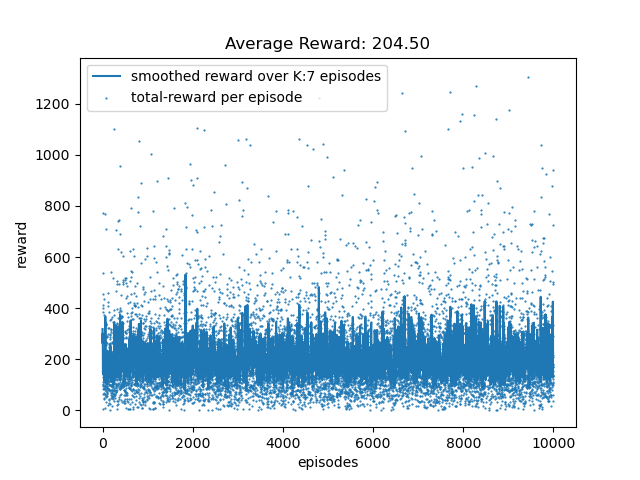 Average Reward: 204.50
smoothed reward over K:7 episodes
total-reward per episode
reward
1200
1000
800
600
400
200
0
0 2000 4000 6000 8000 10000
episodes